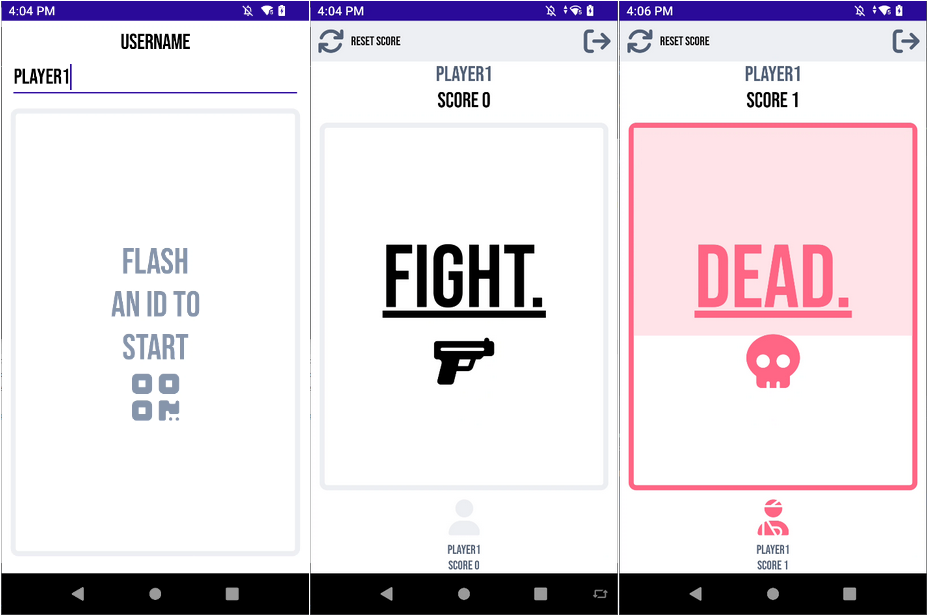 4:04 PM
USERNAME
PLAYER1
FLASH
AN ID TO
START
4:04 PM
RESET SCORE
PLAYER1
SCORE 0
FIGHT.
PLAYER1
SCORE 0
4:06 PM
RESET SCORE
PLAYER1
SCORE 1
DEAD.
PLAYER1
SCORE 1